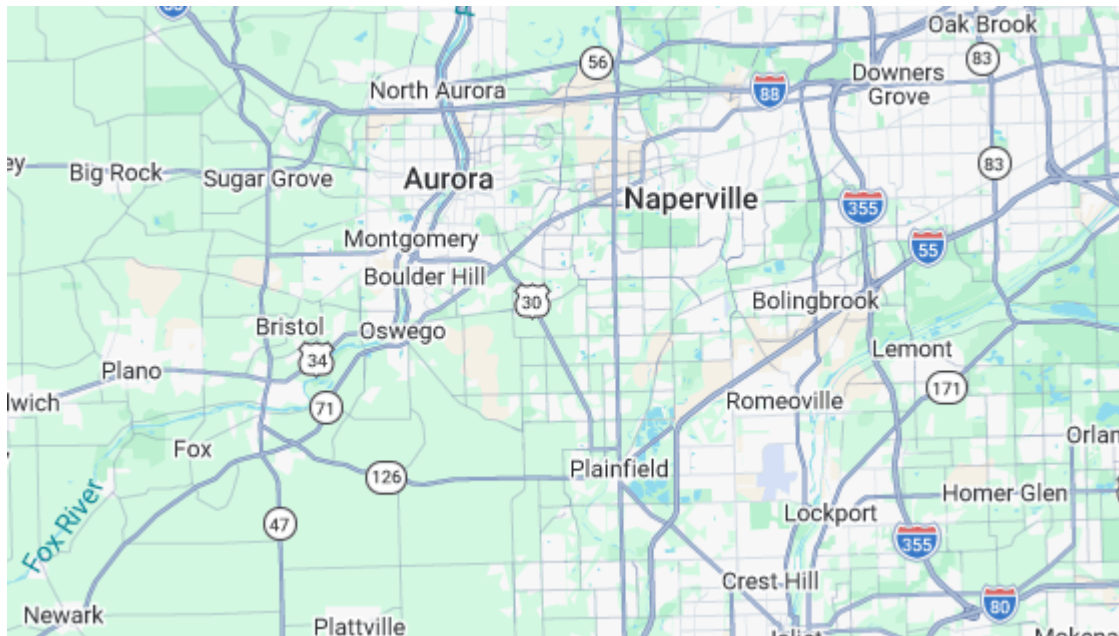 Oak Brook
56
83
Downers
Grove
North Aurora
88
83
Big Rock
Sugar Grove
Aurora
Naperville
355
Montgomery
55
Boulder Hill
30
Bolingbrook
Bristol
Oswego
34
Lemont
Plano
171
71
Romeoville
Fox
Plainfield
126
Homer Glen
Fox River
47
Lockport
355
Crest Hill
80
Newark
Plattville